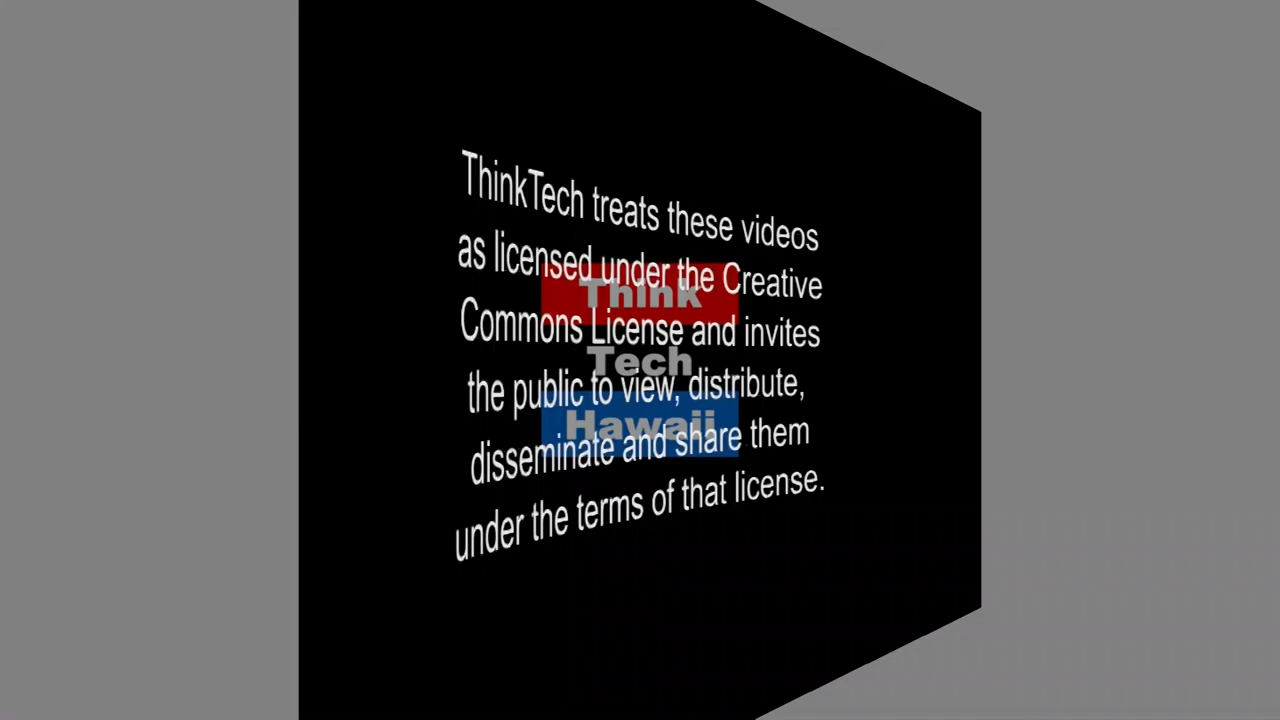 ThinkTech treats these videos
as licensed under the Creative
Commons License and invites
the public to view, distribute,
disseminate and share them
under the terms of that license.
Think
Tech
Hawaii